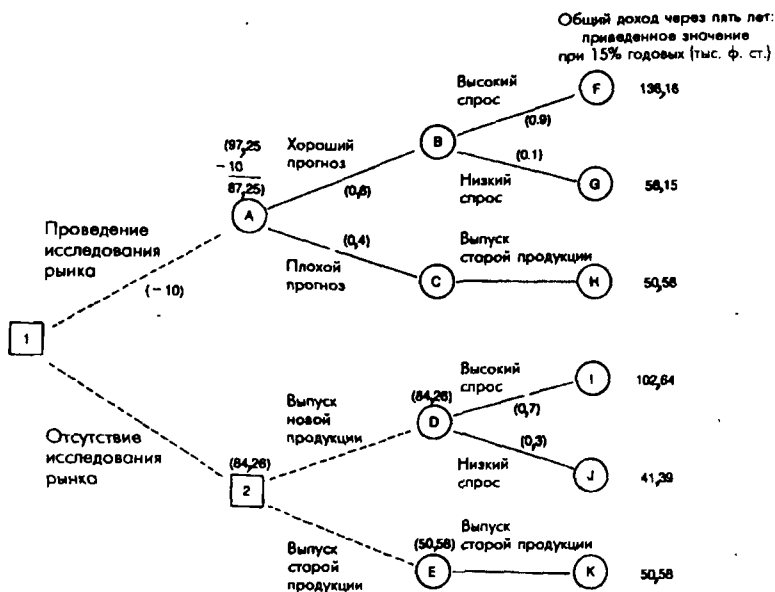 Общий доход через пять лет:
приведенное значение
при 15% годовых (тыс. ф. ст.)
Высокий
спрос
F
136,16
(0.9)
(97,25
- 10
87,25)
Хороший
прогноз
B
(0.1)
A
(0,6)
Низкий
спрос
G
56,15
Проведение
исследования
рынка
(0,4)
Выпуск
старой продукции
Плохой
прогноз
C
H
50,58
(- 10)
1
Высокий
спрос
I
102,64
Выпуск
новой
продукции
(84,26)
D
(0,7)
Отсутствие
исследования
рынка
(0,3)
(84,26)
2
Низкий
спрос
J
41,39
Выпуск
старой
продукции
(50,58)
Выпуск
старой продукции
E
K
50,58